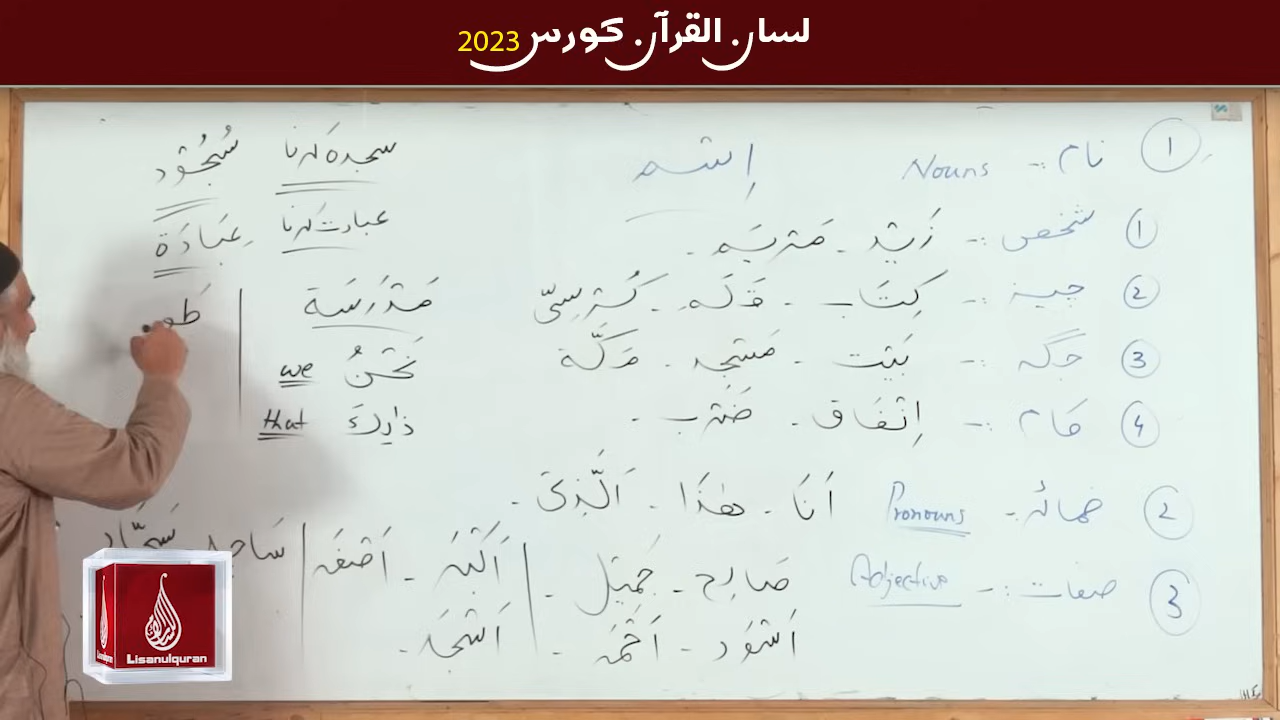 لسان القرآن کورس 2023
① نام :- Nouns اِسْم
سجدہ کرنا سُجُوْد
① شخص :- زَیْد - مَرْیَم -
عبادت کرنا عِبَادَة
② چیز :- کِتَاب - قَلَم - کُرْسِیّ
مَدْرَسَة
③ جگہ :- بَیْت - مَسْجِد - مَکَّة
نَحْنُ we
④ کام :- اِنْفَاق - ضَرْب -
ذٰلِكَ that
② ضمائر :- Pronouns اَنَا - هٰذَا - اَلَّذِیْ -
③ صفات :- Adjective صَالِح - جَمِیْل - اَکْبَر - اَصْغَر سَاجِد سَجَّاد
اَسْوَد - اَحْمَر - اَشْجَر -
Lisanulquran